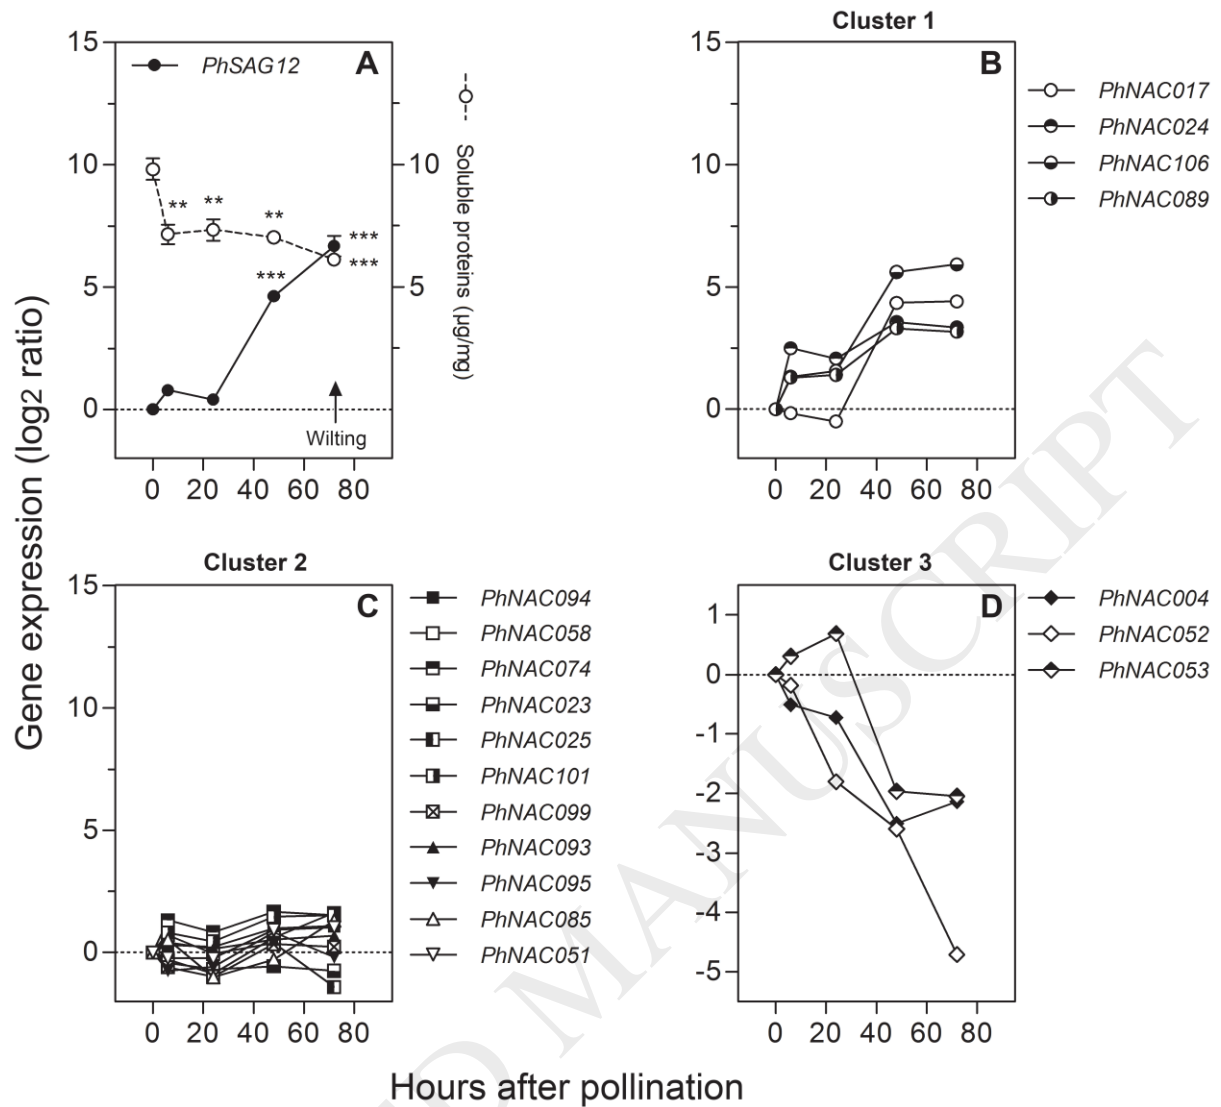 Cluster 1
15
PhSAG12
A
10
5
0
**
**
**
***
***
***
Wilting
0 20 40 60 80
10
5
Soluble proteins (µg/mg)
15
B
10
5
0
0 20 40 60 80
PhNAC017
PhNAC024
PhNAC106
PhNAC089
Gene expression (log2 ratio)
Cluster 2
15
C
10
5
0
0 20 40 60 80
PhNAC094
PhNAC058
PhNAC074
PhNAC023
PhNAC025
PhNAC101
PhNAC099
PhNAC093
PhNAC095
PhNAC085
PhNAC051
Cluster 3
D
1
0
-1
-2
-3
-4
-5
0 20 40 60 80
PhNAC004
PhNAC052
PhNAC053
Hours after pollination
D MANUSCRIPT